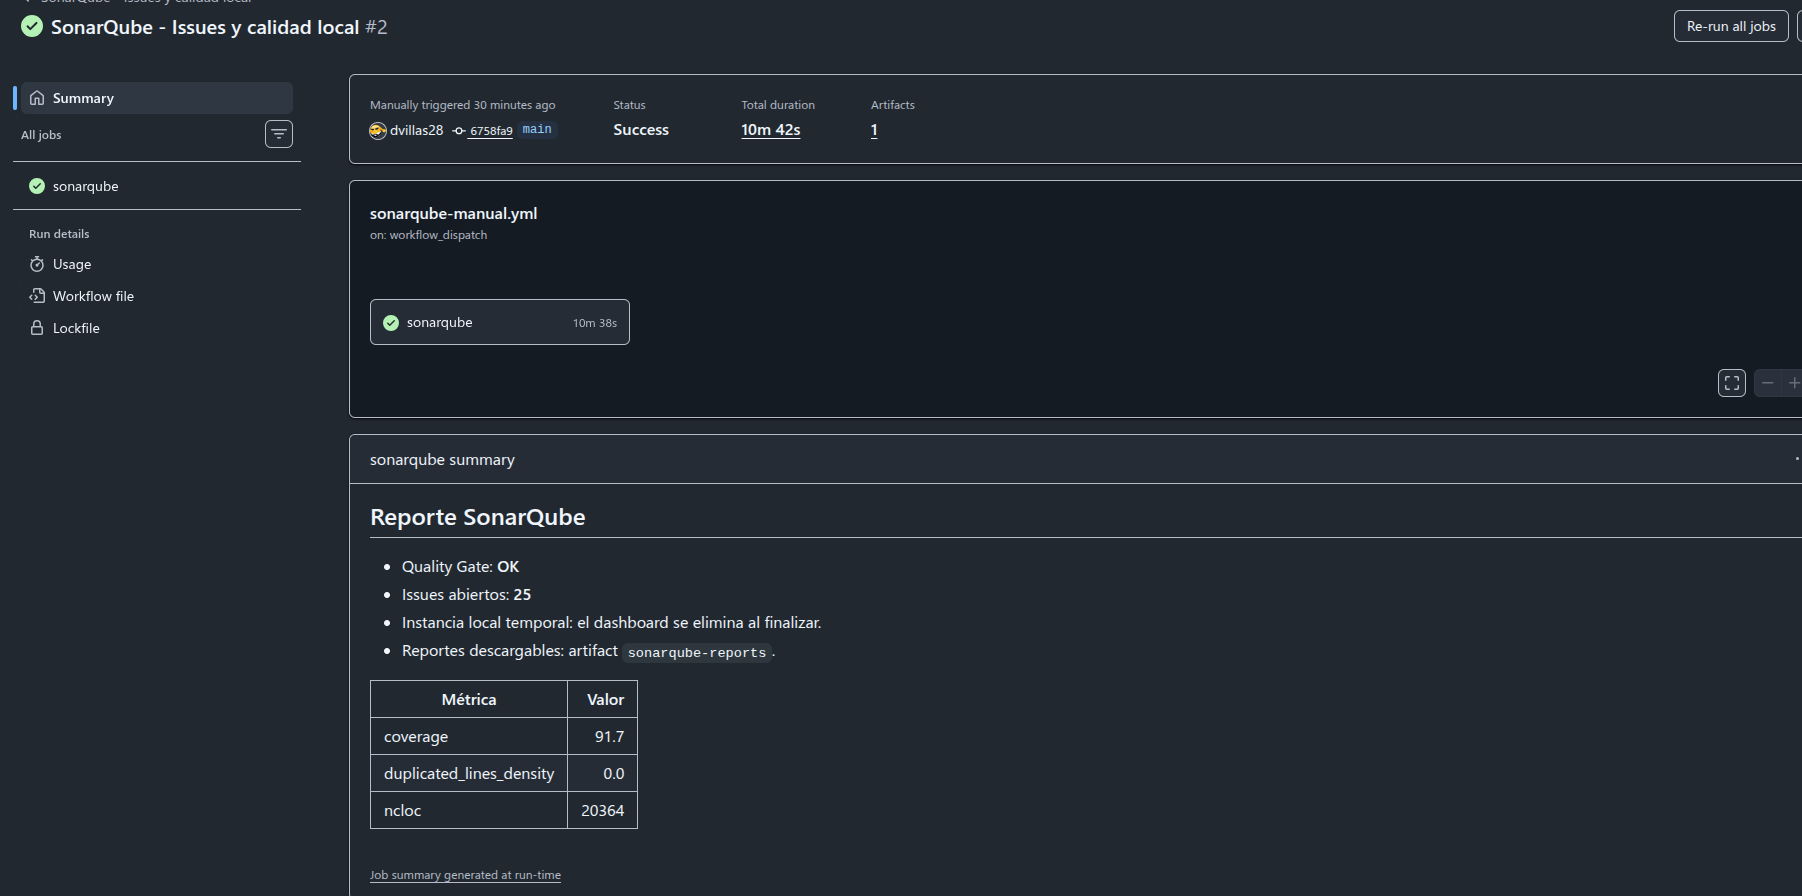 SonarQube - Issues y calidad local
SonarQube - Issues y calidad local #2
Re-run all jobs
Summary
All jobs
sonarqube
Run details
Usage
Workflow file
Lockfile
Manually triggered 30 minutes ago
dvillas28 6758fa9 main
Status
Success
Total duration
10m 42s
Artifacts
1
sonarqube-manual.yml
on: workflow_dispatch
sonarqube 10m 38s
sonarqube summary
Reporte SonarQube
Quality Gate: OK
Issues abiertos: 25
Instancia local temporal: el dashboard se elimina al finalizar.
Reportes descargables: artifact sonarqube-reports.
Métrica Valor
coverage 91.7
duplicated_lines_density 0.0
ncloc 20364
Job summary generated at run-time